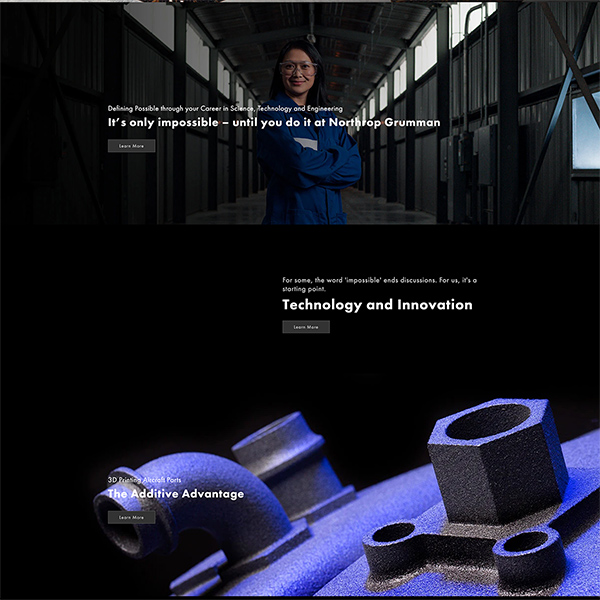 Defining Possible through your Career in Science, Technology and Engineering
It's only impossible – until you do it at Northrop Grumman
Learn More
For some, the word 'impossible' ends discussions. For us, it's a
starting point.
Technology and Innovation
Learn More
3D Printing Aircraft Parts
The Additive Advantage
Learn More